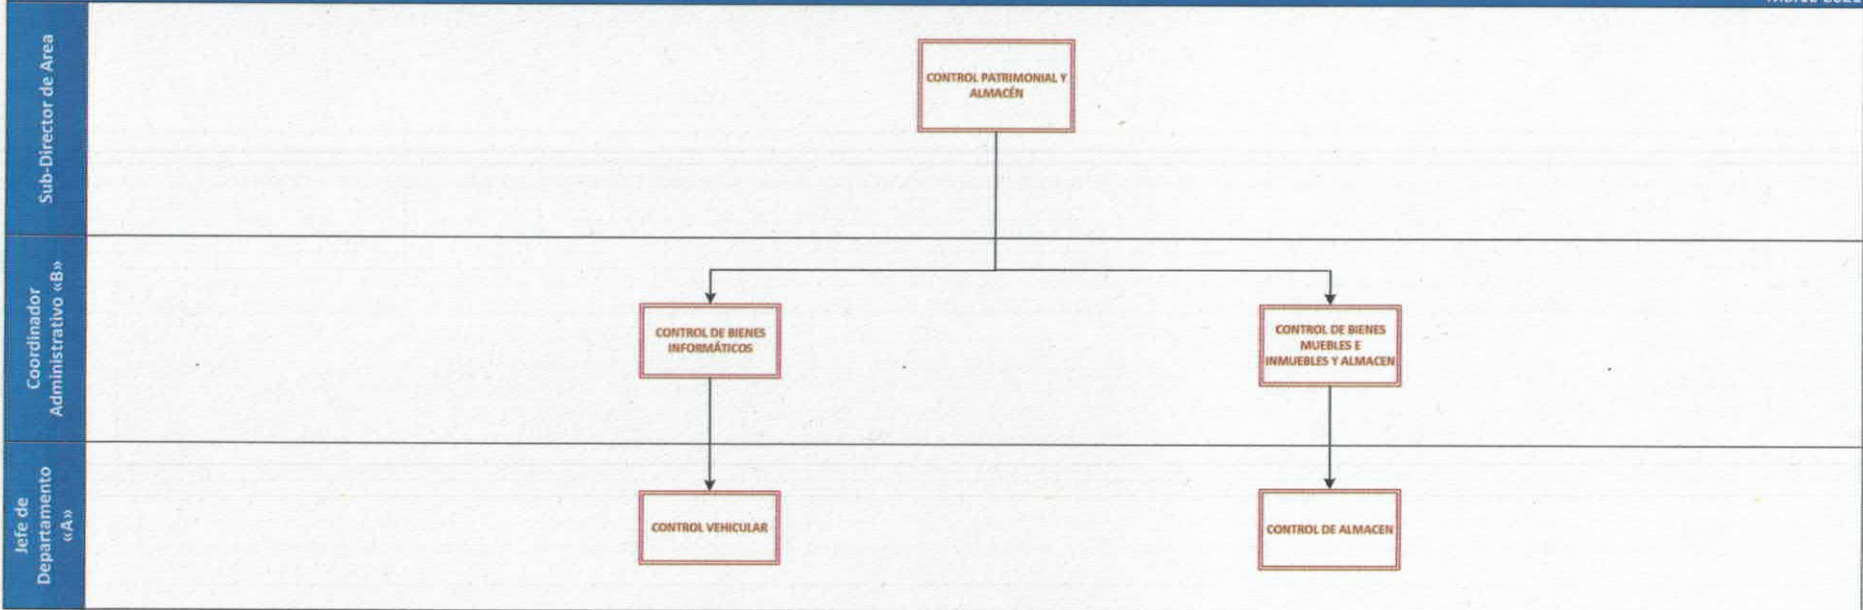 Sub-Director de Area
CONTROL PATRIMONIAL Y
ALMACÉN
Coordinador
Administrativo «B»
CONTROL DE BIENES
INFORMÁTICOS
CONTROL DE BIENES
MUEBLES E
INMUEBLES Y ALMACEN
Jefe de
Departamento
«A»
CONTROL VEHICULAR
CONTROL DE ALMACEN